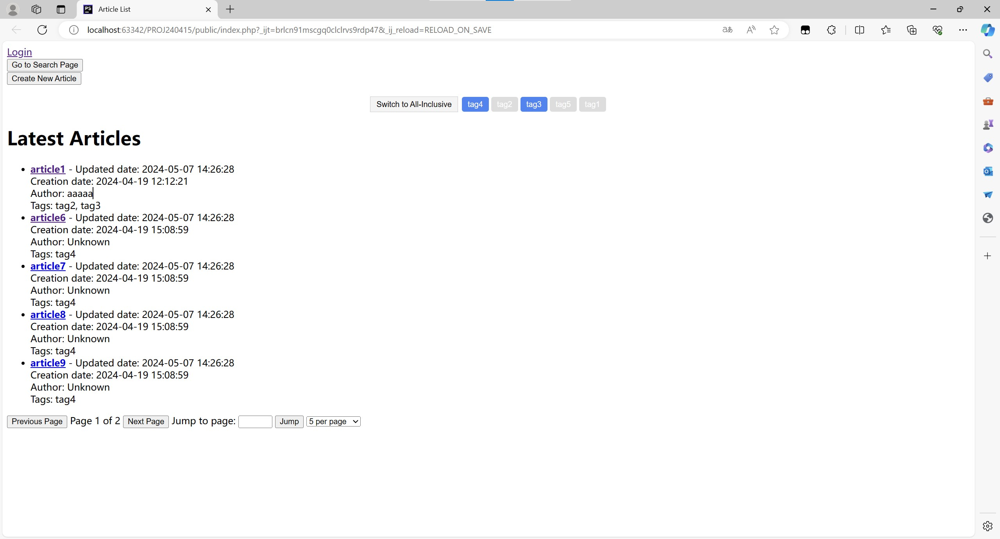 Article List
localhost:63342/PROJ240415/public/index.php?_ijt=brlcn91mscgq0clclrvs9rdp47&_ij_reload=RELOAD_ON_SAVE
Login
Go to Search Page
Create New Article
Switch to All-Inclusive tag4 tag2 tag3 tag5 tag1
Latest Articles
article1 - Updated date: 2024-05-07 14:26:28
Creation date: 2024-04-19 12:12:21
Author: aaaaa
Tags: tag2, tag3
article6 - Updated date: 2024-05-07 14:26:28
Creation date: 2024-04-19 15:08:59
Author: Unknown
Tags: tag4
article7 - Updated date: 2024-05-07 14:26:28
Creation date: 2024-04-19 15:08:59
Author: Unknown
Tags: tag4
article8 - Updated date: 2024-05-07 14:26:28
Creation date: 2024-04-19 15:08:59
Author: Unknown
Tags: tag4
article9 - Updated date: 2024-05-07 14:26:28
Creation date: 2024-04-19 15:08:59
Author: Unknown
Tags: tag4
Previous Page Page 1 of 2 Next Page Jump to page: Jump 5 per page